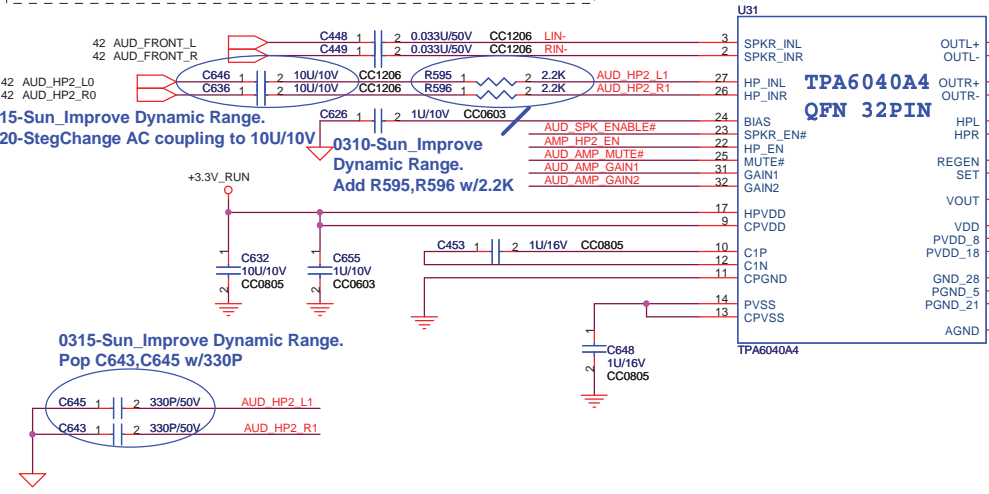 U31
42 AUD_FRONT_L C448 1 2 0.033U/50V CC1206 LIN- 3 SPKR_INL OUTL+
42 AUD_FRONT_R C449 1 2 0.033U/50V CC1206 RIN- 2 SPKR_INR OUTL-
42 AUD_HP2_L0 C646 1 2 10U/10V CC1206 R595 1 2 2.2K AUD_HP2_L1 27 HP_INL TPA6040A4 OUTR+
42 AUD_HP2_R0 C636 1 2 10U/10V CC1206 R596 1 2 2.2K AUD_HP2_R1 26 HP_INR QFN 32PIN OUTR-
15-Sun_Improve Dynamic Range.
20-StegChange AC coupling to 10U/10V
C626 1 2 1U/10V CC0603 24 BIAS HPL
AUD_SPK_ENABLE# 23 SPKR_EN# HPR
AMP_HP2_EN 22 HP_EN
AUD_AMP_MUTE# 25 MUTE# REGEN
AUD_AMP_GAIN1 31 GAIN1 SET
AUD_AMP_GAIN2 32 GAIN2
0310-Sun_Improve
Dynamic Range.
Add R595,R596 w/2.2K
+3.3V_RUN
VOUT
17 HPVDD
9 CPVDD VDD
PVDD_8
PVDD_18
C453 1 2 1U/16V CC0805 10 C1P
12 C1N
11 CPGND GND_28
PGND_5
PGND_21
1 C632 2 10U/10V CC0805
1 C655 2 1U/10V CC0603
14 PVSS
13 CPVSS
AGND
TPA6040A4
1 C648 2 1U/16V CC0805
0315-Sun_Improve Dynamic Range.
Pop C643,C645 w/330P
C645 1 2 330P/50V AUD_HP2_L1
C643 1 2 330P/50V AUD_HP2_R1